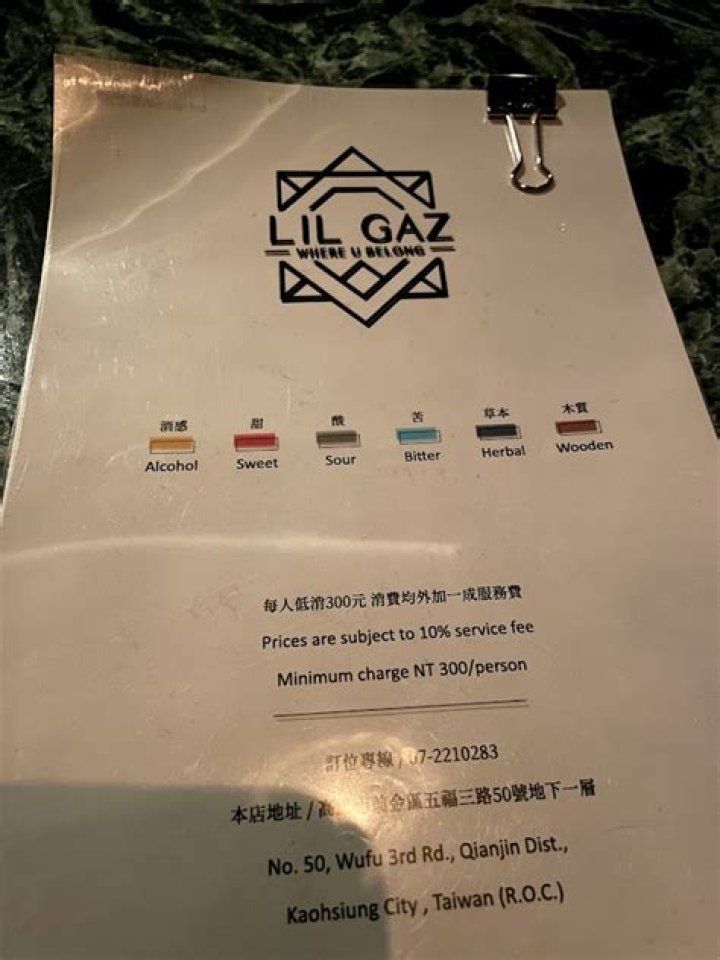 LIL GAZ
WHERE U BELONG
酒感 甜 酸 苦 草本 木質
Alcohol Sweet Sour Bitter Herbal Wooden
每人低消300元 消費均外加一成服務費
Prices are subject to 10% service fee
Minimum charge NT 300/person
訂位專線 / 07-2210283
本店地址 / 高 金區五福三路50號地下一層
No. 50, Wufu 3rd Rd., Qianjin Dist.,
Kaohsiung City , Taiwan (R.O.C.)